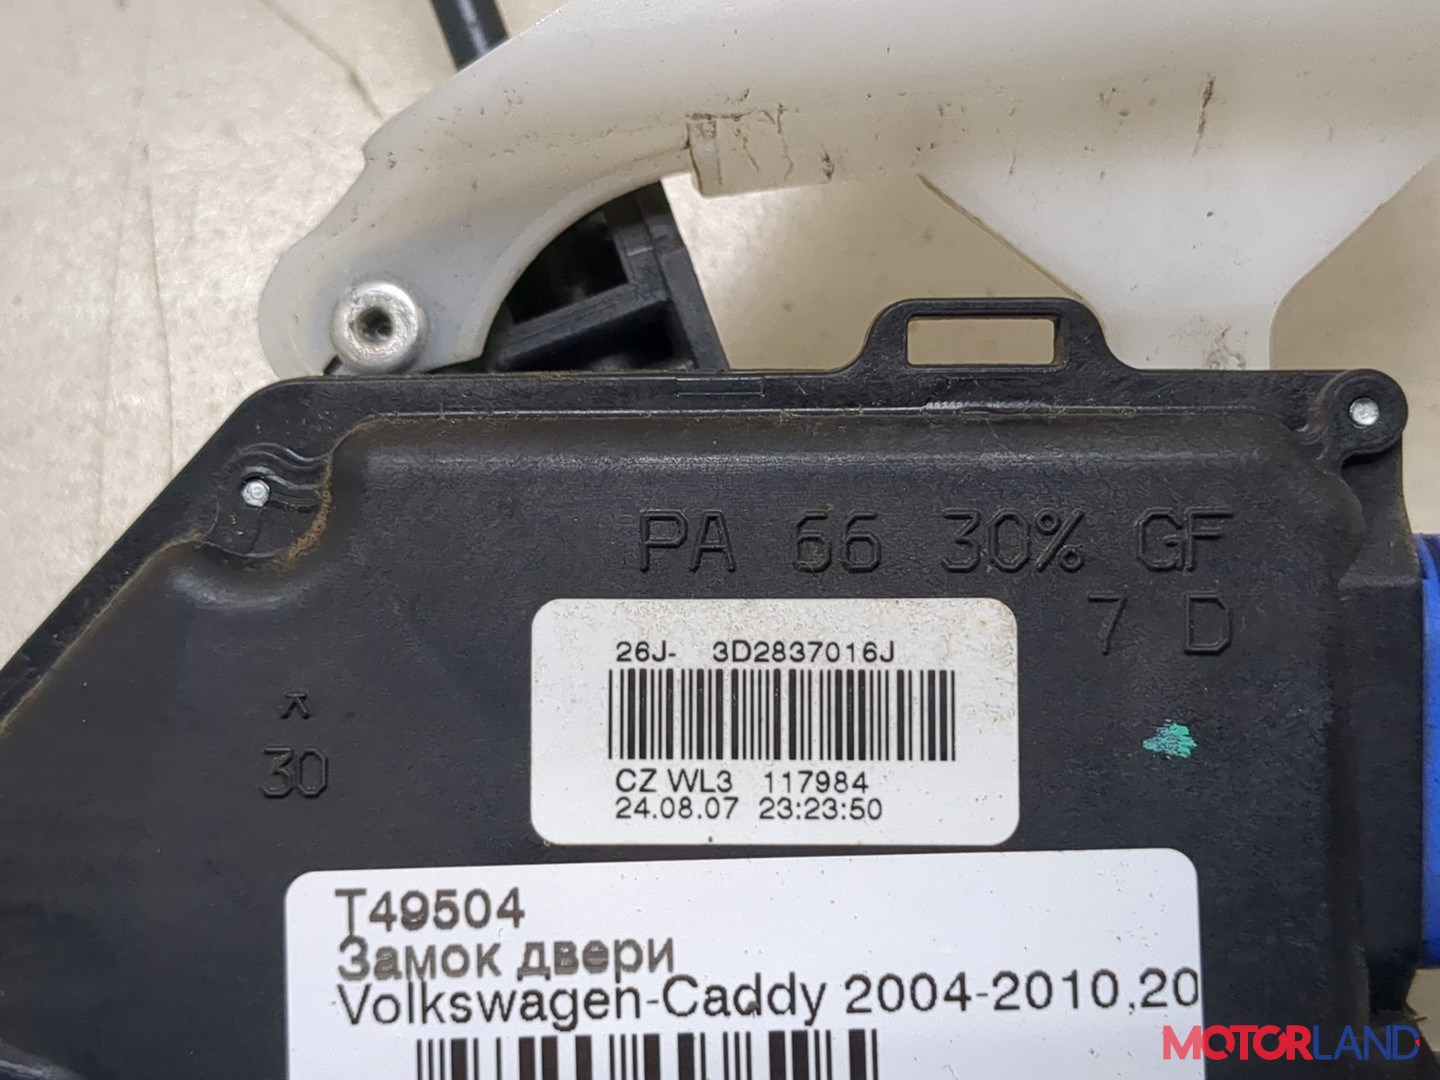 PA 66 30% GF
7 D
26J- 3D2837016J
CZ WL3 117984
24.08.07 23:23:50
30
T49504
Замок двери
Volkswagen-Caddy 2004-2010,20
MOTORLAND